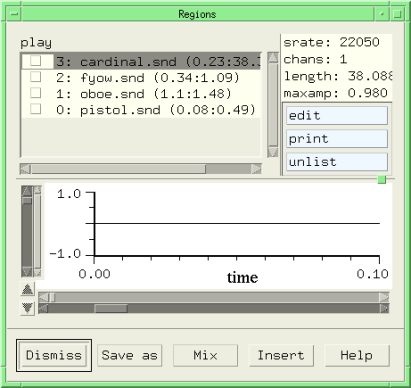 Regions
play
3: cardinal.snd (0.23:38.
2: fyow.snd (0.34:1.09)
1: oboe.snd (1.1:1.48)
0: pistol.snd (0.08:0.49)
srate: 22050
chans: 1
length: 38.088
maxamp: 0.980
edit
print
unlist
1.0
-1.0
0.00
time
0.10
Dismiss
Save as
Mix
Insert
Help